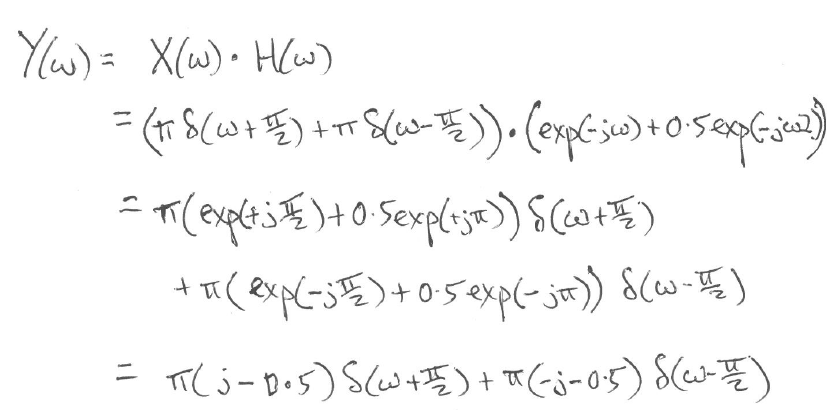 Y(ω) = X(ω) · H(ω)
= (π δ(ω + π/2) + π δ(ω - π/2)) · (exp(-jω) + 0.5 exp(-jω2))
= π(exp(+j π/2) + 0.5 exp(+jπ)) δ(ω + π/2)
+ π(exp(-j π/2) + 0.5 exp(-jπ)) δ(ω - π/2)
= π(j - 0.5) δ(ω + π/2) + π(-j - 0.5) δ(ω - π/2)